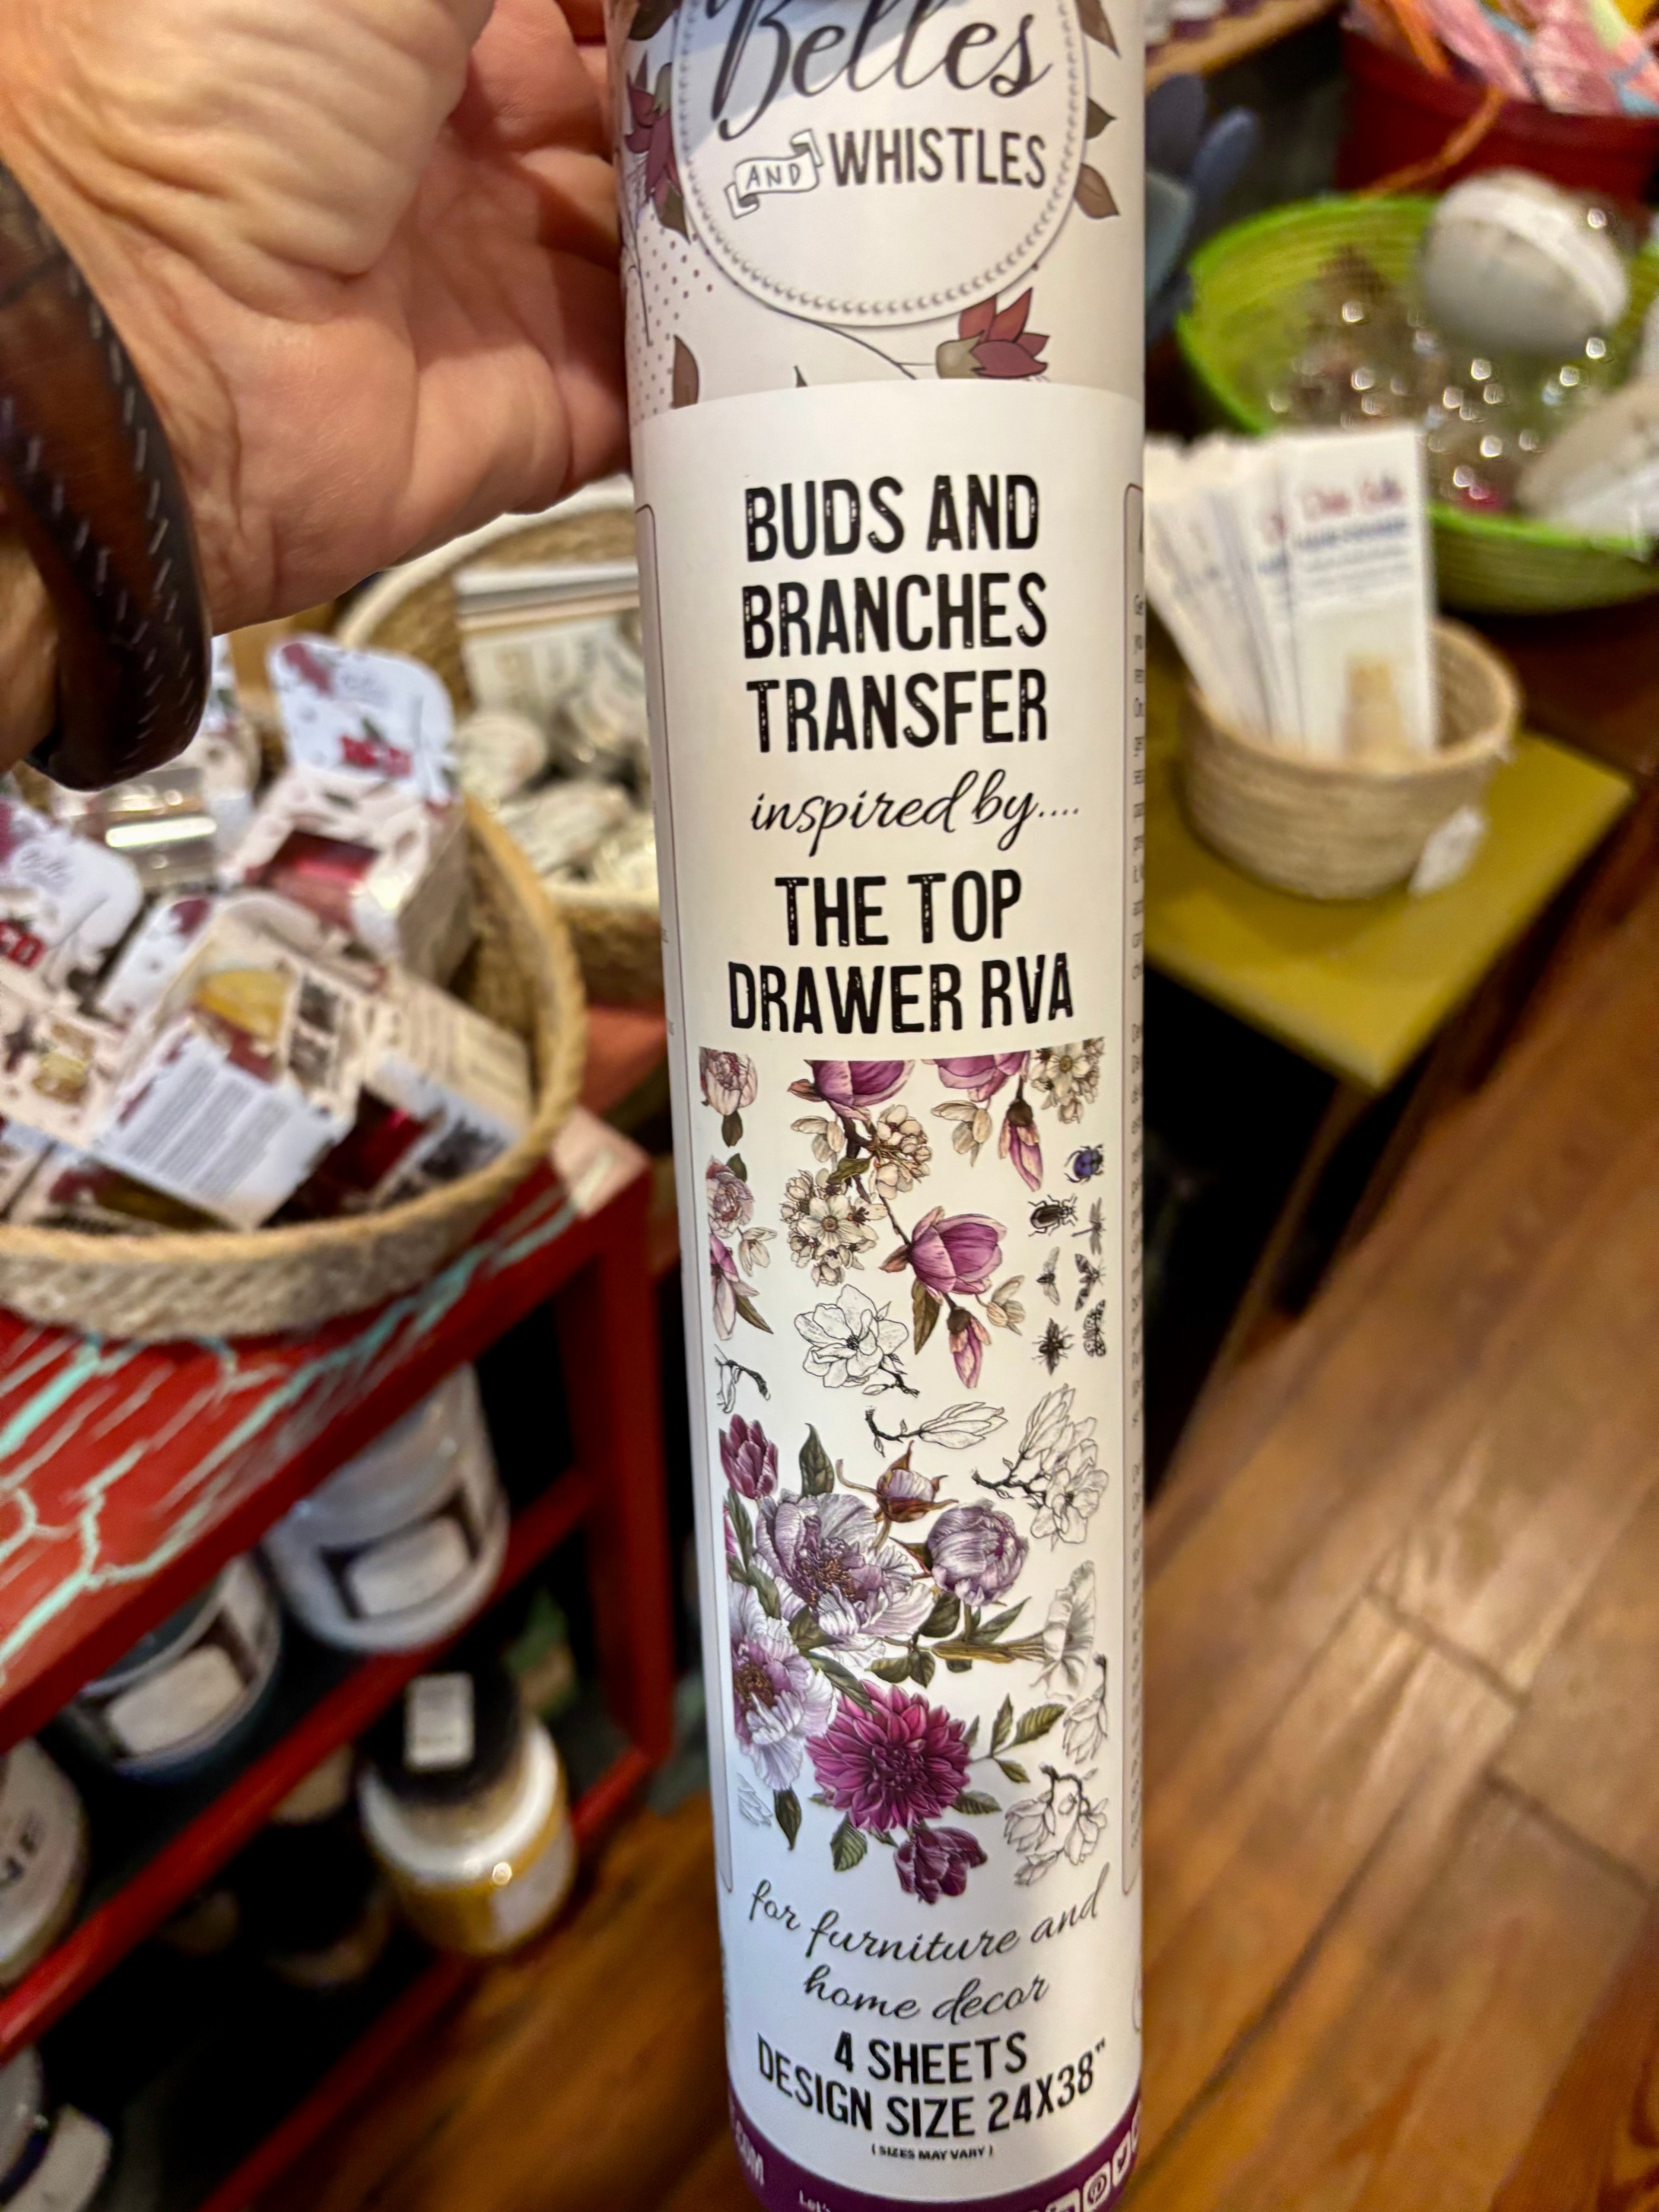 Belles
AND WHISTLES
BUDS AND
BRANCHES
TRANSFER
inspired by....
THE TOP
DRAWER RVA
for furniture and
home decor
4 SHEETS
DESIGN SIZE 24X38"
( SIZES MAY VARY )
Let's